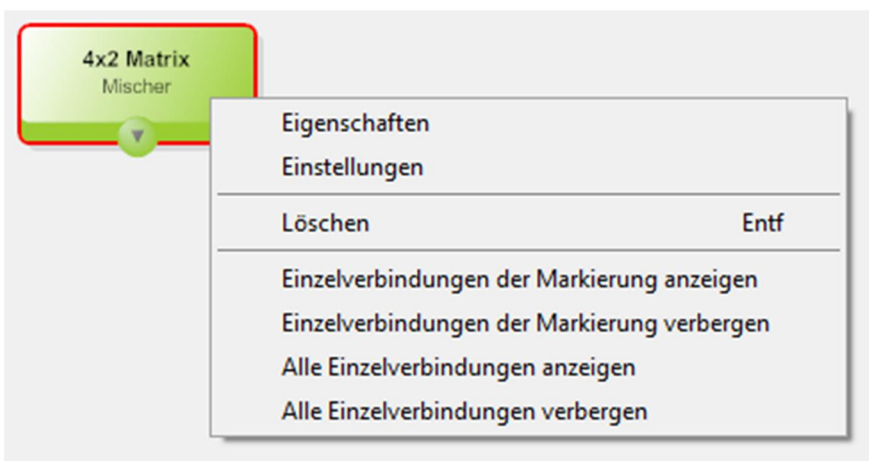 4x2 Matrix
Mischer
Eigenschaften
Einstellungen
Löschen Entf
Einzelverbindungen der Markierung anzeigen
Einzelverbindungen der Markierung verbergen
Alle Einzelverbindungen anzeigen
Alle Einzelverbindungen verbergen